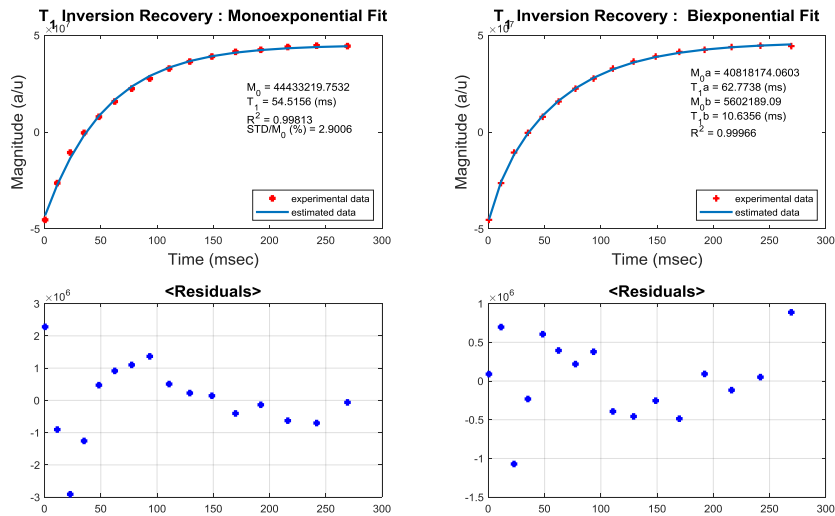 T1 Inversion Recovery : Monoexponential Fit
×10^7
5
0
-5
Magnitude (a/u)
M0 = 44433219.7532
T1 = 54.5156 (ms)
R^2 = 0.99813
STD/M0 (%) = 2.9006
experimental data
estimated data
0 50 100 150 200 250 300
Time (msec)
T1 Inversion Recovery : Biexponential Fit
×10^7
5
0
-5
Magnitude (a/u)
M0a = 40818174.0603
T1a = 62.7738 (ms)
M0b = 5602189.09
T1b = 10.6356 (ms)
R^2 = 0.99966
experimental data
estimated data
0 50 100 150 200 250 300
Time (msec)
<Residuals>
×10^6
3
2
1
0
-1
-2
-3
0 50 100 150 200 250 300
<Residuals>
×10^6
1
0.5
0
-0.5
-1
-1.5
0 50 100 150 200 250 300